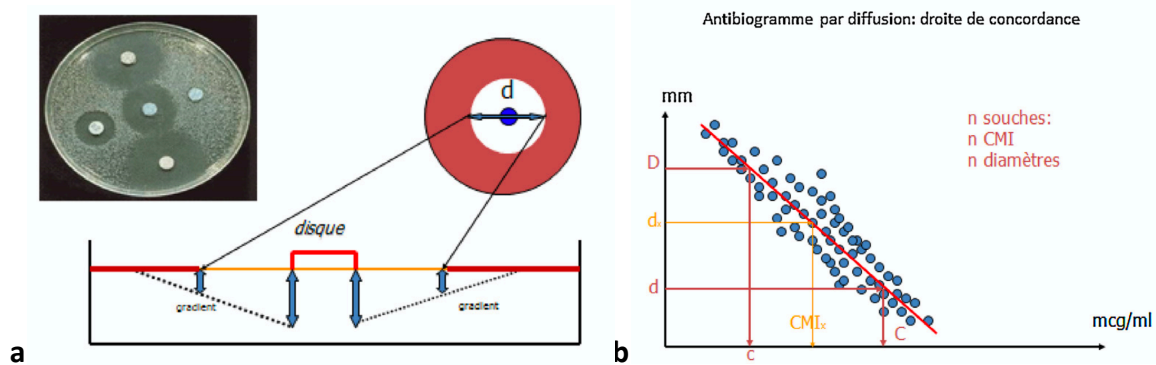 d
disque
gradient
gradient
a
Antibiogramme par diffusion: droite de concordance
mm
n souches:
n CMI
n diamètres
D
dₓ
d
CMIₓ
C
c
mcg/ml
b